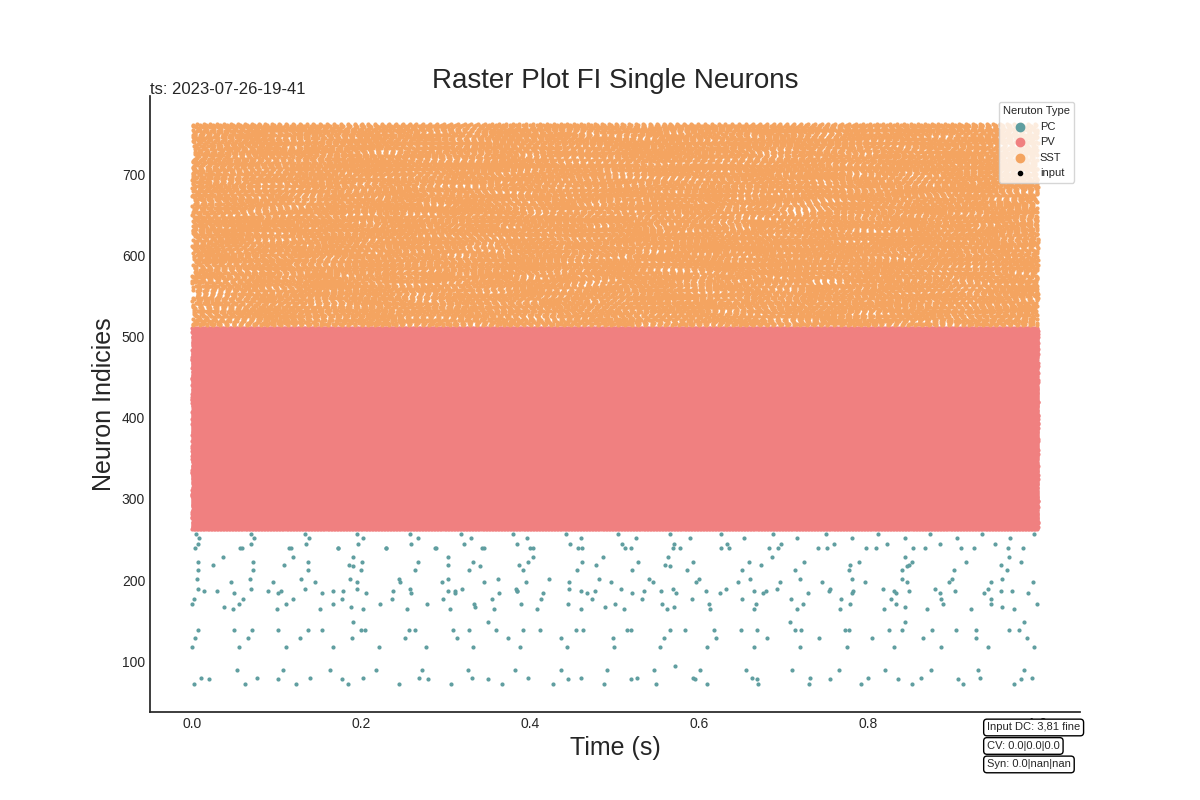 Raster Plot FI Single Neurons
ts: 2023-07-26-19-41
Neruton Type
PC
PV
SST
input
Neuron Indicies
700
600
500
400
300
200
100
0.0 0.2 0.4 0.6 0.8
Time (s)
Input DC: 3,81 fine
CV: 0.0|0.0|0.0
Syn: 0.0|nan|nan